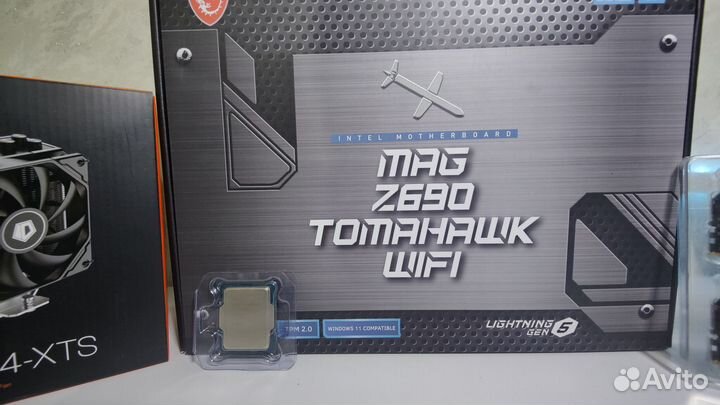 INTEL MOTHERBOARD
MAG
Z690
TOMAHAWK
WIFI
TPM 2.0
WINDOWS 11 COMPATIBLE
LIGHTNING
GEN 5
4-XTS
Avito